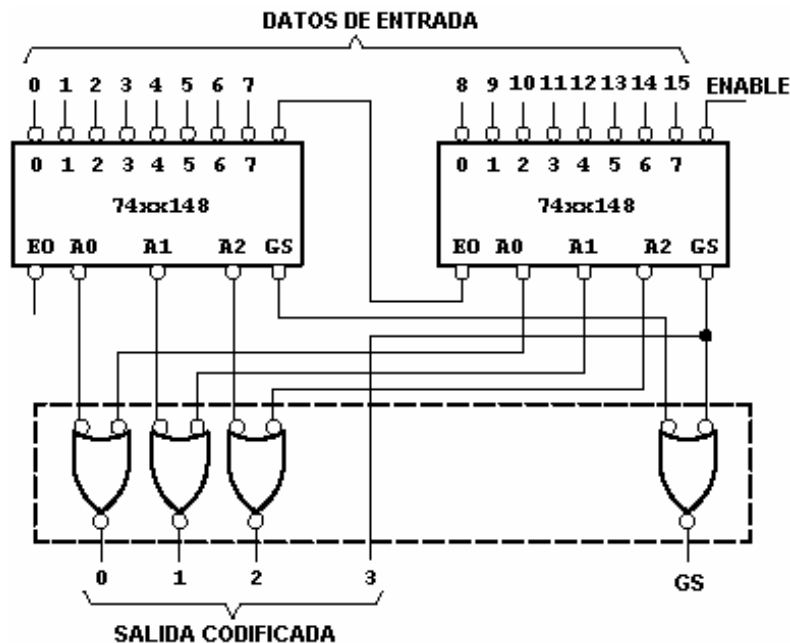 DATOS DE ENTRADA
0 1 2 3 4 5 6 7
8 9 10 11 12 13 14 15 ENABLE
0 1 2 3 4 5 6 7
0 1 2 3 4 5 6 7
74xx148
74xx148
EO A0 A1 A2 GS
EO A0 A1 A2 GS
0 1 2 3
GS
SALIDA CODIFICADA